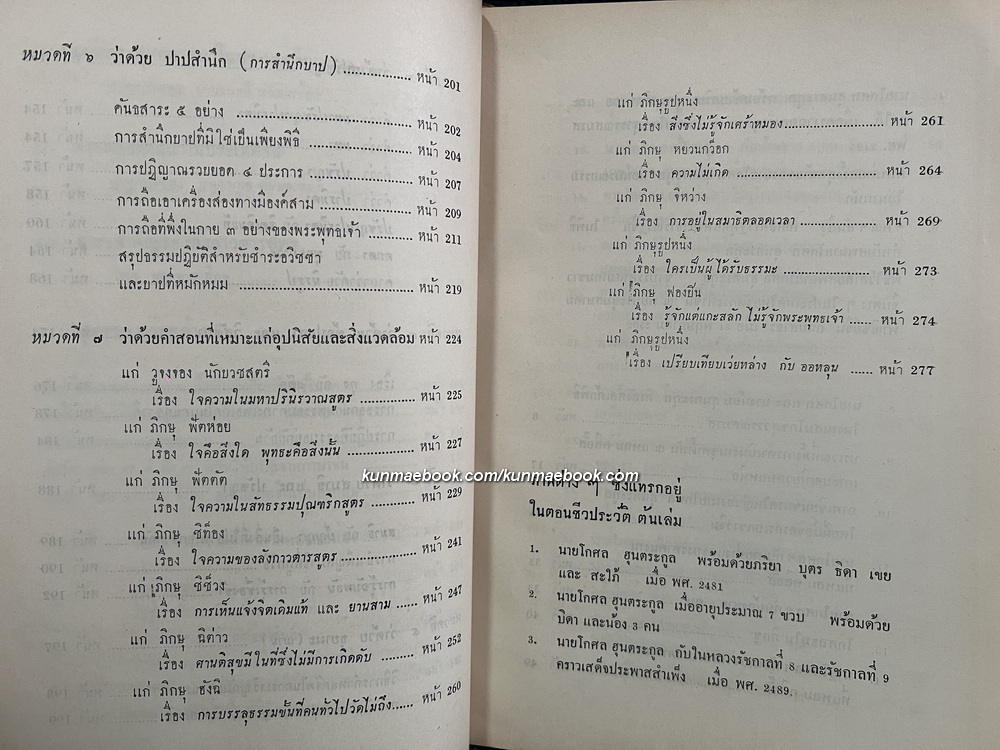 หมวดที่ ๖ ว่าด้วย ปาปสำนึก (การสำนึกบาป) ................ หน้า 201
คันธสาระ ๕ อย่าง ................ หน้า 202
การสำนึกบาปที่มิใช่เป็นเพียงพิธี ................ หน้า 204
การปฏิญาณรวบยอด ๔ ประการ ................ หน้า 207
การถือเอาเครื่องส่องทางมีองค์สาม ................ หน้า 209
การถือที่พึ่งในกาย ๓ อย่างของพระพุทธเจ้า ........ หน้า 211
สรุปธรรมปฏิบัติสำหรับชำระอวิชชา
และบาปที่หมักหมม ................ หน้า 219
หมวดที่ ๗ ว่าด้วยคำสอนที่เหมาะแก่อุปนิสัยและสิ่งแวดล้อม หน้า 224
แก่ วูจงจอง นักบวชสตรี
เรื่อง ใจความในมหาปรินิรวาณสูตร ............... หน้า 225
แก่ ภิกษุ ฟัตห่อย
เรื่อง ใจคือสิ่งใด พุทธะคือสิ่งนั้น ................ หน้า 227
แก่ ภิกษุ ฟัตตัต
เรื่อง ใจความในสัทธรรมปุณฑริกสูตร ............ หน้า 229
แก่ ภิกษุ ชิท็อง
เรื่อง ใจความของลังกาวตารสูตร ................ หน้า 241
แก่ ภิกษุ ชิช็วง
เรื่อง การเห็นแจ้งจิตเดิมแท้ และ ยานสาม ...... หน้า 247
แก่ ภิกษุ ฉิต่าว
เรื่อง ศานติสุขมีในที่ซึ่งไม่มีการเกิดดับ ......... หน้า 252
แก่ ภิกษุ ฮังฉิ
เรื่อง การบรรลุธรรมขั้นที่คนทั่วไปวัดไม่ถึง...... หน้า 260
แก่ ภิกษุรูปหนึ่ง
เรื่อง สิ่งซึ่งไม่รู้จักเศร้าหมอง................ หน้า 261
แก่ ภิกษุ หยวนกว็อก
เรื่อง ความไม่เกิด ................ หน้า 264
แก่ ภิกษุ จิหว่าง
เรื่อง การอยู่ในสมาธิตลอดเวลา ................ หน้า 269
แก่ ภิกษุรูปหนึ่ง
เรื่อง ใครเป็นผู้ได้รับธรรมะ ................ หน้า 273
แก่ ภิกษุ ฟองยิ่น
เรื่อง รู้จักแต่แกะสลัก ไม่รู้จักพระพุทธเจ้า ...... หน้า 274
แก่ ภิกษุรูปหนึ่ง
เรื่อง เปรียบเทียบเว่ยหล่าง กับ ออหลุน ...... หน้า 277
kunmaebook.com/kunmaebook.com
ภาพต่าง ๆ ซึ่งแทรกอยู่
ในตอนชีวประวัติ ต้นเล่ม
1. นายโกศล ฮุนตระกูล พร้อมด้วยภริยา บุตร ธิดา เขย
และ สะใภ้ เมื่อ พศ. 2481
2. นายโกศล ฮุนตระกูล เมื่ออายุประมาณ 7 ขวบ พร้อมด้วย
บิดาและน้อง 3 คน
3. นายโกศล ฮุนตระกูล กับในหลวงรัชกาลที่ 8 และรัชกาลที่ 9
คราวเสด็จประพาสสำเพ็ง เมื่อ พศ. 2489.